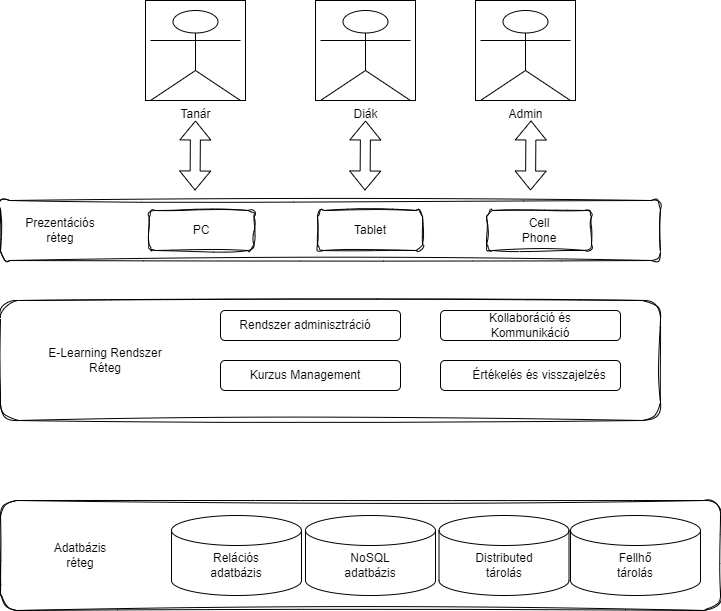 Tanár
Diák
Admin
Prezentációs
réteg
PC
Tablet
Cell
Phone
E-Learning Rendszer
Réteg
Rendszer adminisztráció
Kollaboráció és
Kommunikáció
Kurzus Management
Értékelés és visszajelzés
Adatbázis
réteg
Relációs
adatbázis
NoSQL
adatbázis
Distributed
tárolás
Fellhő
tárolás